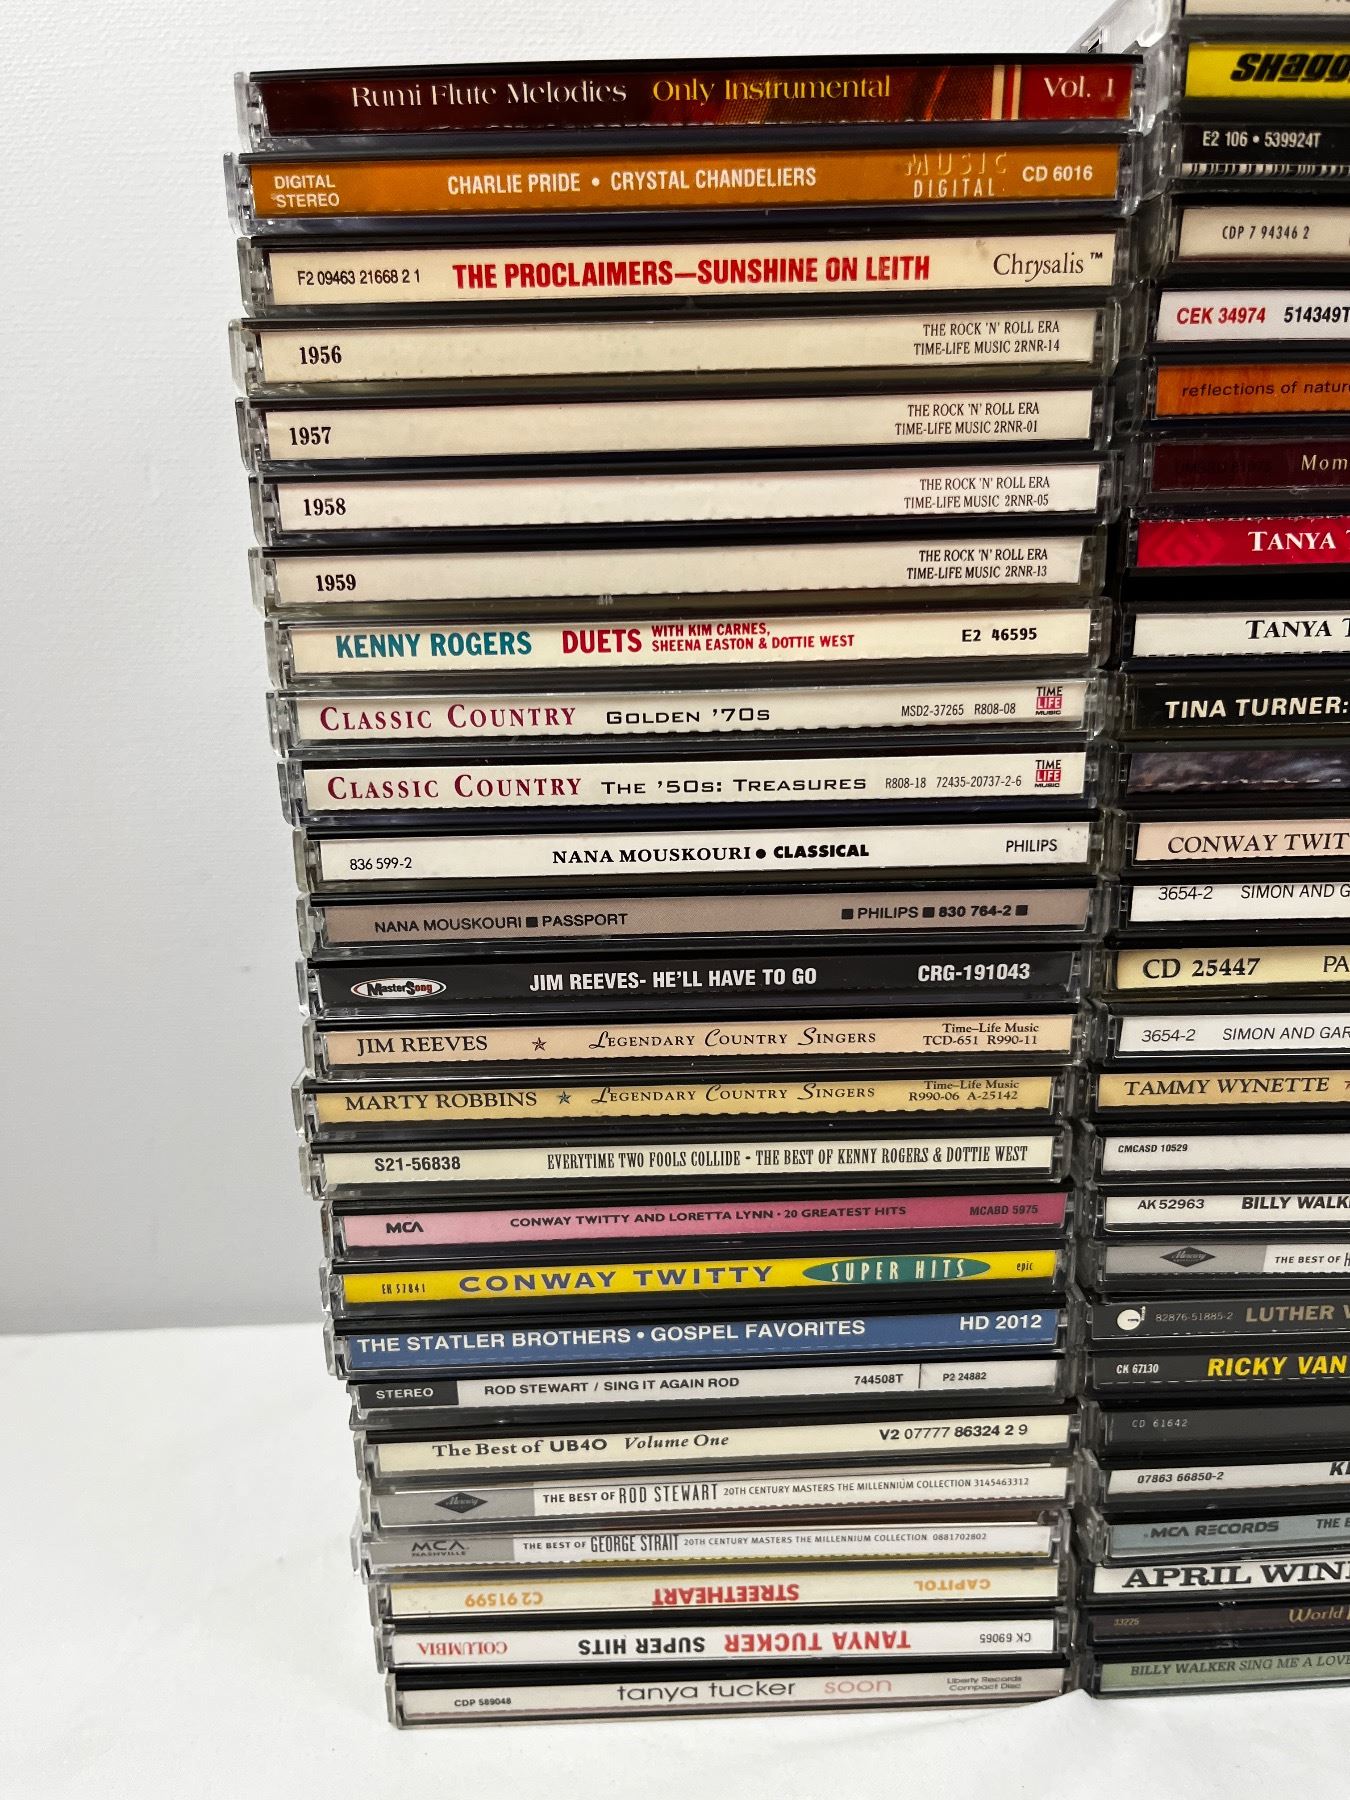 Rumi Flute Melodies Only Instrumental Vol. 1
DIGITAL STEREO CHARLIE PRIDE • CRYSTAL CHANDELIERS MUSIC DIGITAL CD 6016
F2 09463 21668 2 1 THE PROCLAIMERS—SUNSHINE ON LEITH Chrysalis™
1956 THE ROCK 'N' ROLL ERA
TIME-LIFE MUSIC 2RNR-14
1957 THE ROCK 'N' ROLL ERA
TIME-LIFE MUSIC 2RNR-01
1958 THE ROCK 'N' ROLL ERA
TIME-LIFE MUSIC 2RNR-05
1959 THE ROCK 'N' ROLL ERA
TIME-LIFE MUSIC 2RNR-13
KENNY ROGERS DUETS WITH KIM CARNES, SHEENA EASTON & DOTTIE WEST E2 46595
CLASSIC COUNTRY GOLDEN '70S MSD2-37265 R808-08 TIME LIFE MUSIC
CLASSIC COUNTRY THE '50S: TREASURES R808-18 72435-20737-2-6 TIME LIFE MUSIC
836 599-2 NANA MOUSKOURI • CLASSICAL PHILIPS
NANA MOUSKOURI ■ PASSPORT ■ PHILIPS ■ 830 764-2 ■
MasterSong JIM REEVES- HE'LL HAVE TO GO CRG-191043
JIM REEVES ★ LEGENDARY COUNTRY SINGERS Time–Life Music TCD-651 R990-11
MARTY ROBBINS ★ LEGENDARY COUNTRY SINGERS Time–Life Music R990-06 A-25142
S21-56838 EVERYTIME TWO FOOLS COLLIDE - THE BEST OF KENNY ROGERS & DOTTIE WEST
MCA CONWAY TWITTY AND LORETTA LYNN • 20 GREATEST HITS MCABD 5975
EK 57841 CONWAY TWITTY SUPER HITS epic
THE STATLER BROTHERS • GOSPEL FAVORITES HD 2012
STEREO ROD STEWART / SING IT AGAIN ROD 744508T P2 24882
The Best of UB40 Volume One V2 07777 86324 2 9
Mercury THE BEST OF ROD STEWART 20TH CENTURY MASTERS THE MILLENNIUM COLLECTION 3145463312
MCA NASHVILLE THE BEST OF GEORGE STRAIT 20TH CENTURY MASTERS THE MILLENNIUM COLLECTION 0881702802
CAPITOL STREETHEART C2 91599
CK 69065 TANYA TUCKER SUPER HITS COLUMBIA
CDP 589048 tanya tucker soon Liberty Records Compact Disc
SHAGG
E2 106 • 539924T
CDP 7 94346 2
CEK 34974 514349T
reflections of natur
Mom
TANYA T
TANYA T
TINA TURNER:
CONWAY TWIT
3654-2 SIMON AND G
CD 25447 PA
3654-2 SIMON AND GAR
TAMMY WYNETTE
CMCASD 10529
AK 52963 BILLY WALK
Mercury THE BEST OF H
82876-51885-2 LUTHER V
CK 67130 RICKY VAN
CD 61642
07863 66850-2 K
MCA RECORDS THE B
APRIL WIN
33225 World
BILLY WALKER SING ME A LOVE